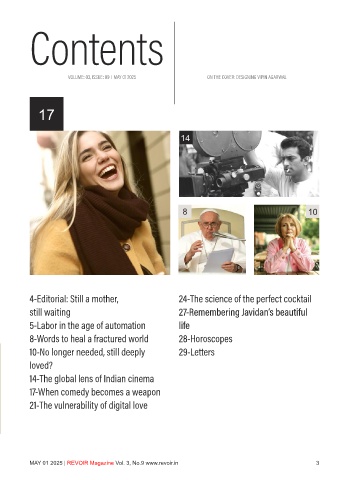 Contents
VOLUME: 03, ISSUE: 09 | MAY 01 2025
ON THE COVER: DESIGNING VIPIN AGARWAL
17
14
8
10
4-Editorial: Still a mother,
still waiting
5-Labor in the age of automation
8-Words to heal a fractured world
10-No longer needed, still deeply
loved?
14-The global lens of Indian cinema
17-When comedy becomes a weapon
21-The vulnerability of digital love
24-The science of the perfect cocktail
27-Remembering Javidan's beautiful
life
28-Horoscopes
29-Letters
MAY 01 2025 | REVOIR Magazine Vol. 3, No.9 www.revoir.in
3